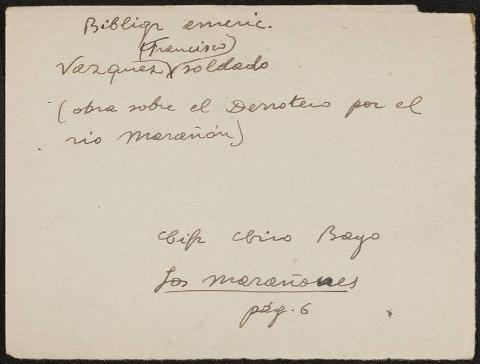 Bibliogr americ.
(Francisco)
Vazquez, soldado
(obra sobre el Derrotero por el
rio Marañón)
Ciro Bayo
Los Marañones
pág. 6